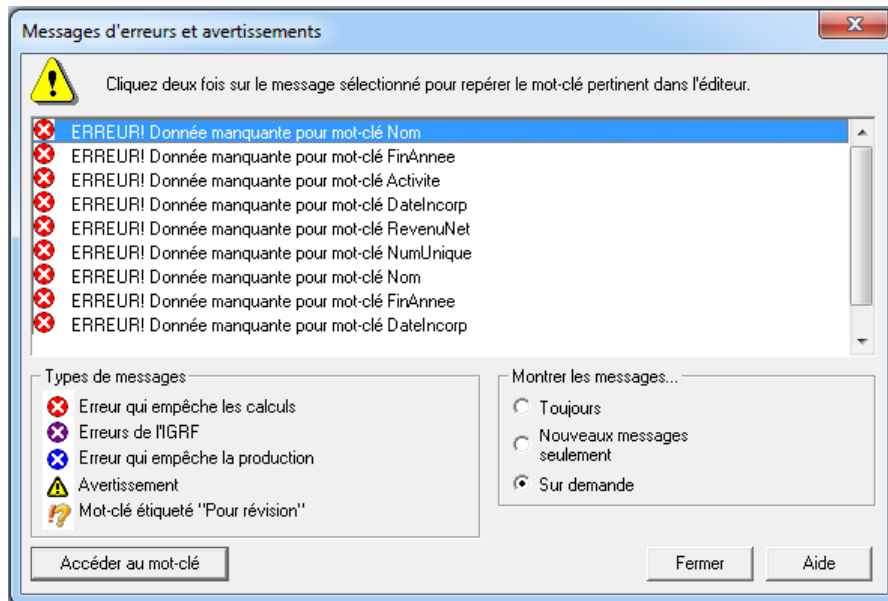 Messages d'erreurs et avertissements
Cliquez deux fois sur le message sélectionné pour repérer le mot-clé pertinent dans l'éditeur.
ERREUR! Donnée manquante pour mot-clé Nom
ERREUR! Donnée manquante pour mot-clé FinAnnee
ERREUR! Donnée manquante pour mot-clé Activite
ERREUR! Donnée manquante pour mot-clé DateIncorp
ERREUR! Donnée manquante pour mot-clé RevenuNet
ERREUR! Donnée manquante pour mot-clé NumUnique
ERREUR! Donnée manquante pour mot-clé Nom
ERREUR! Donnée manquante pour mot-clé FinAnnee
ERREUR! Donnée manquante pour mot-clé DateIncorp
Types de messages
Erreur qui empêche les calculs
Erreurs de l'IGRF
Erreur qui empêche la production
Avertissement
Mot-clé étiqueté "Pour révision"
Montrer les messages...
Toujours
Nouveaux messages
seulement
Sur demande
Accéder au mot-clé
Fermer
Aide